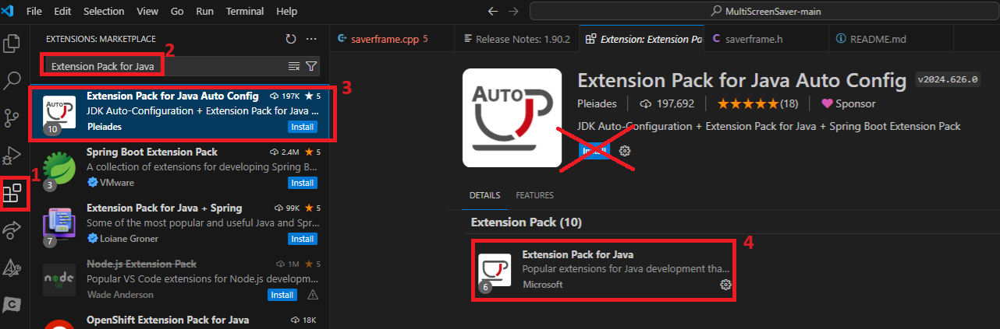 File Edit Selection View Go Run Terminal Help
MultiScreenSaver-main
EXTENSIONS: MARKETPLACE
saverframe.cpp 5
Release Notes: 1.90.2
Extension: Extension Pa
saverframe.h
README.md
2
Extension Pack for Java
3
Extension Pack for Java Auto Config 197K 5
JDK Auto-Configuration + Extension Pack for Java ...
Pleiades Install
10
AUTO
Spring Boot Extension Pack 2.4M 5
A collection of extensions for developing Spring B...
VMware Install
3
1
Extension Pack for Java + Spring 99K 5
Some of the most popular and useful Java and Spr...
Loiane Groner Install
7
Node.js Extension Pack 1M 5
Popular VS Code extensions for Node.js developm...
Wade Anderson Install
node
OpenShift Extension Pack for Java 18K
AUTO
Extension Pack for Java Auto Config v2024.626.0
Pleiades 197,692 (18) Sponsor
JDK Auto-Configuration + Extension Pack for Java + Spring Boot Extension Pack
Install
DETAILS FEATURES
Extension Pack (10)
4
Extension Pack for Java
Popular extensions for Java development tha...
Microsoft
6